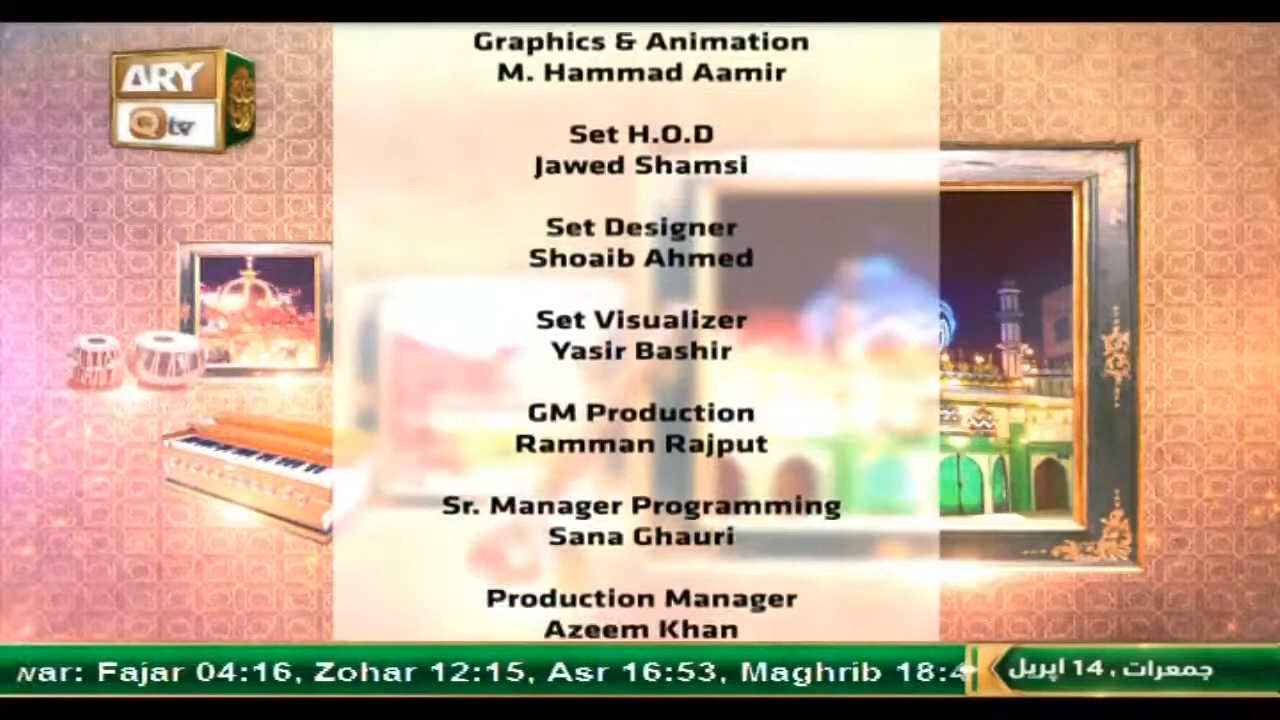 ARY
Qtv
Graphics & Animation
M. Hammad Aamir
Set H.O.D
Jawed Shamsi
Set Designer
Shoaib Ahmed
Set Visualizer
Yasir Bashir
GM Production
Ramman Rajput
Sr. Manager Programming
Sana Ghauri
Production Manager
Azeem Khan
war: Fajar 04:16, Zohar 12:15, Asr 16:53, Maghrib 18:4
جمعرات , 14 اپریل